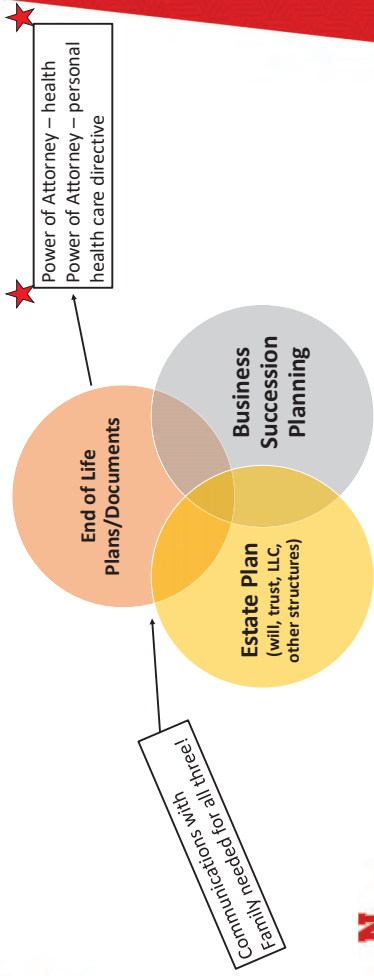 Power of Attorney – health
Power of Attorney – personal
health care directive
End of Life
Plans/Documents
Communications with
Family needed for all three!
Estate Plan
(will, trust, LLC,
other structures)
Business
Succession
Planning
N